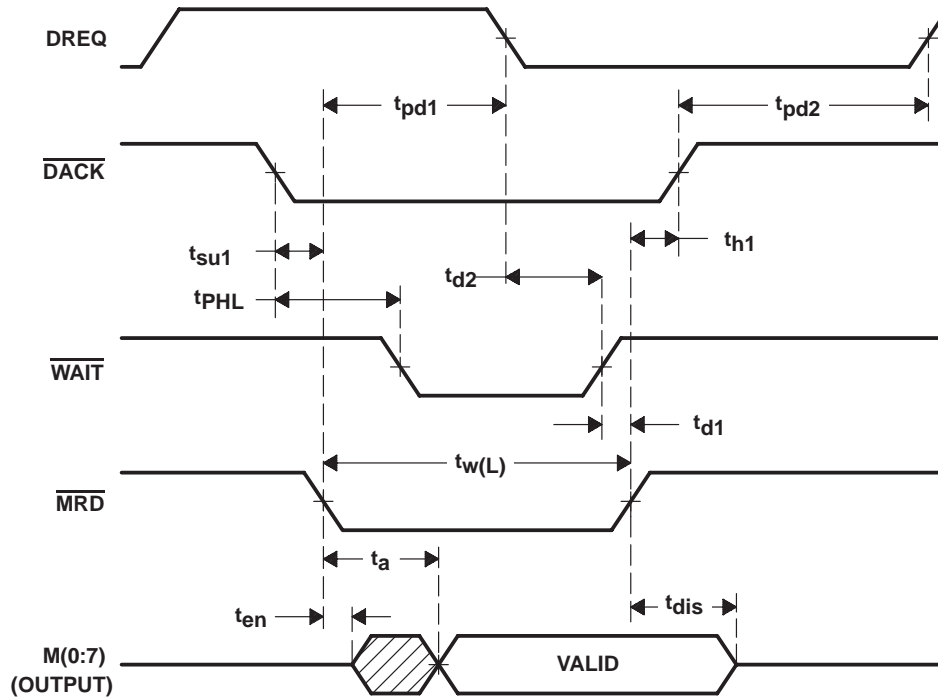 DREQ
tpd1
tpd2
DACK
tsu1
th1
td2
tPHL
WAIT
td1
tw(L)
MRD
ta
ten
tdis
M(0:7)
(OUTPUT)
VALID